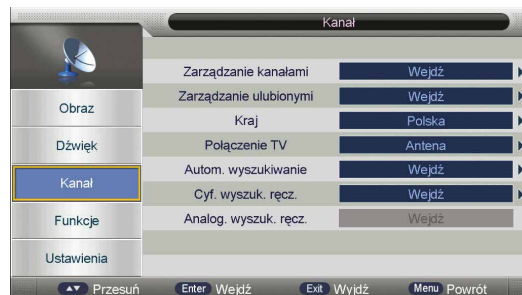 Kanał
Zarządzanie kanałami Wejdź
Zarządzanie ulubionymi Wejdź
Kraj Polska
Połączenie TV Antena
Autom. wyszukiwanie Wejdź
Cyf. wyszuk. ręcz. Wejdź
Analog. wyszuk. ręcz. Wejdź
Obraz
Dźwięk
Kanał
Funkcje
Ustawienia
Przesuń Enter Wejdź Exit Wyjdź Menu Powrót